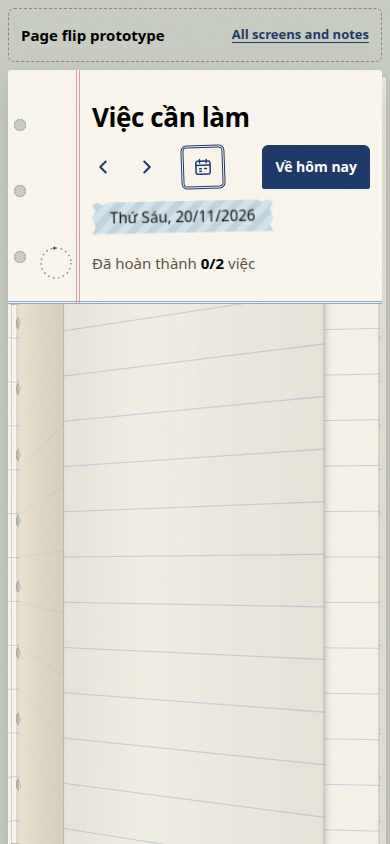 Page flip prototype
All screens and notes
Việc cần làm
Về hôm nay
Thứ Sáu, 20/11/2026
Đã hoàn thành 0/2 việc